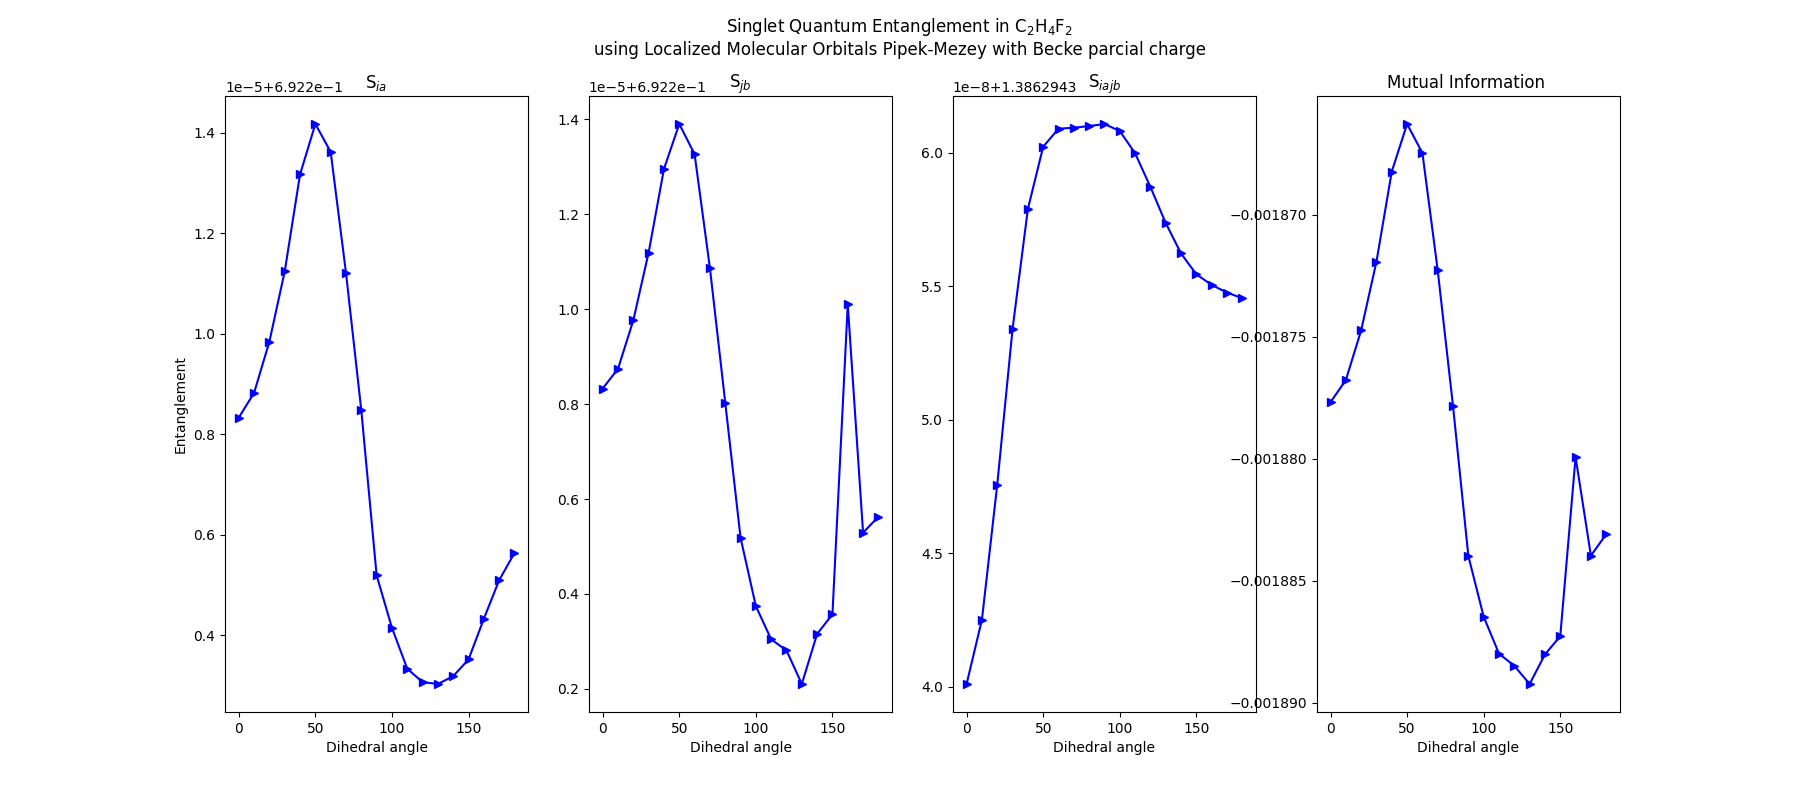 Singlet Quantum Entanglement in C₂H₄F₂
using Localized Molecular Orbitals Pipek-Mezey with Becke parcial charge
1e-5+6.922e-1 S_ia
1.4
1.2
1.0
0.8
0.6
0.4
Entanglement
0 50 100 150
Dihedral angle
1e-5+6.922e-1 S_jb
1.4
1.2
1.0
0.8
0.6
0.4
0.2
0 50 100 150
Dihedral angle
1e-8+1.3862943 S_iajb
6.0
5.5
5.0
4.5
4.0
0 50 100 150
Dihedral angle
Mutual Information
−0.001870
−0.001875
−0.001880
−0.001885
−0.001890
0 50 100 150
Dihedral angle